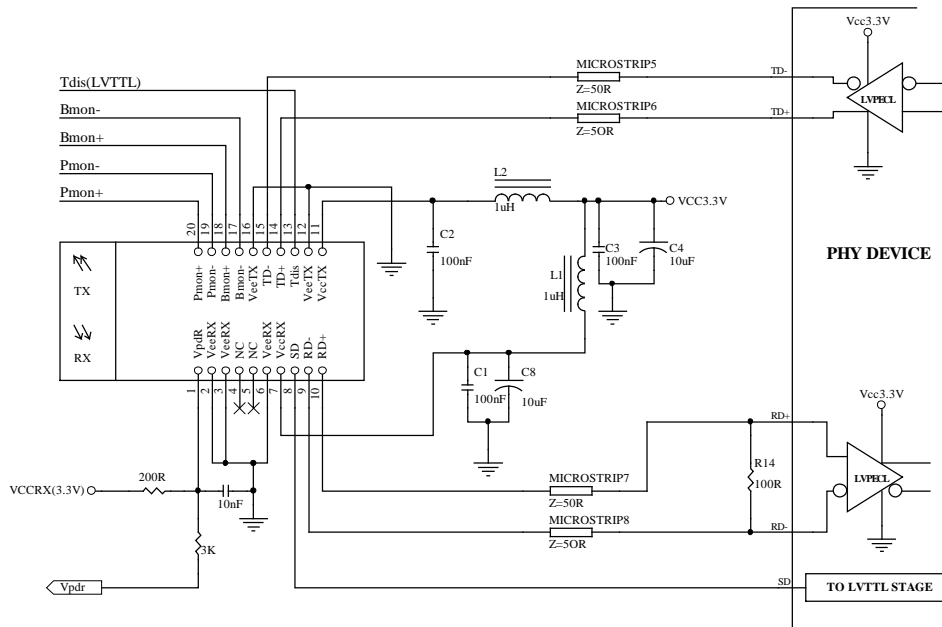 Vcc3.3V
MICROSTRIP5
TD-
Z=50R
Tdis(LVTTL)
LVPECL
Bmon-
MICROSTRIP6
TD+
Z=5OR
Bmon+
Pmon-
L2
Pmon+
1uH
VCC3.3V
20
19
18
17
16
15
14
13
12
11
C2
100nF
C3
100nF
C4
10uF
PHY DEVICE
TX
Pmon+
Pmon-
Bmon+
Bmon-
VeeTX
TD-
TD+
Tdis
VeeTX
VccTX
L1
1uH
RX
VpdR
VeeRX
VeeRX
NC
NC
VeeRX
VccRX
SD
RD-
RD+
1
2
3
4
5
6
7
8
9
10
C1
100nF
C8
10uF
Vcc3.3V
RD+
200R
VCCRX(3.3V)
10nF
MICROSTRIP7
Z=50R
R14
100R
LVPECL
MICROSTRIP8
RD-
Z=5OR
3K
Vpdr
SD
TO LVTTL STAGE